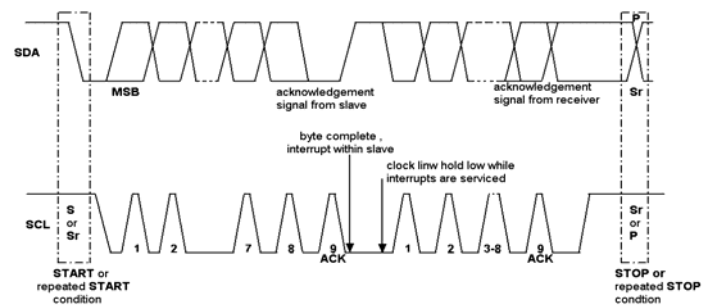 P
SDA
MSB
acknowledgement
signal from slave
acknowledgement
signal from receiver
Sr
byte complete ,
interrupt within slave
clock linw hold low while
interrupts are serviced
SCL
S
or
Sr
1
2
7
8
9
ACK
1
2
3-8
9
ACK
Sr
or
P
START or
repeated START
condition
STOP or
repeated STOP
condtion